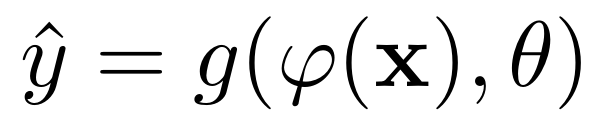 ŷ = g(φ(𝐱), θ)